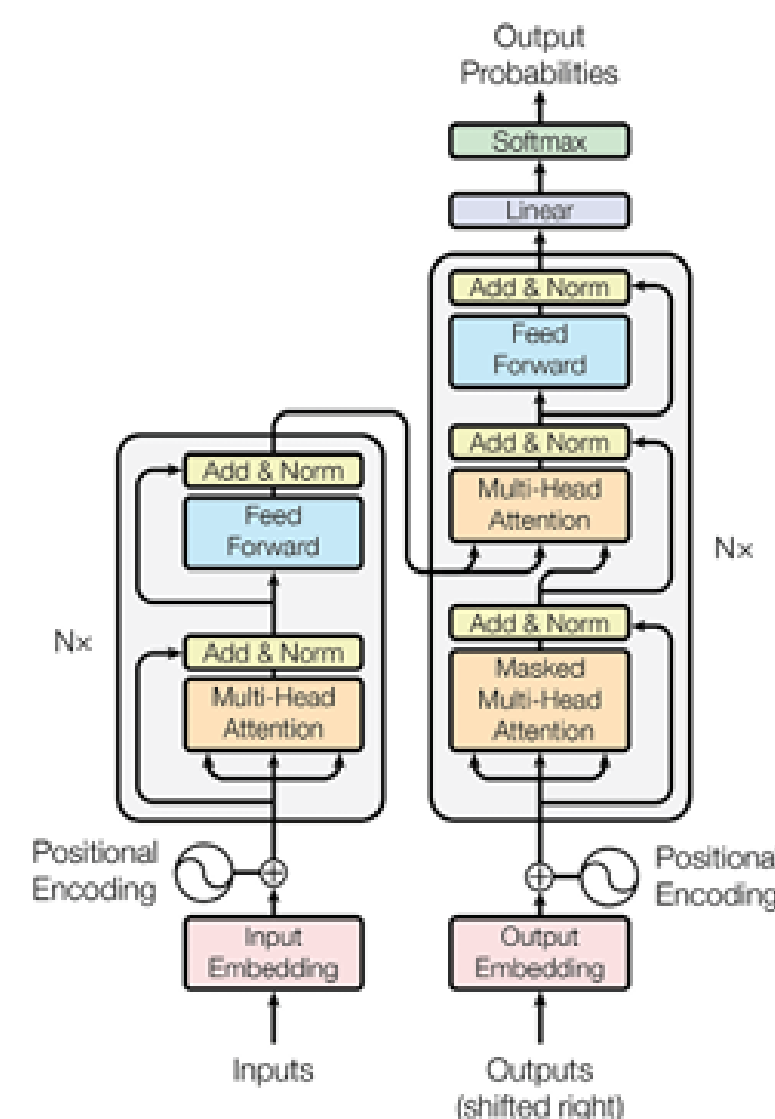 Output
Probabilities
Softmax
Linear
Add & Norm
Feed
Forward
Add & Norm
Multi-Head
Attention
Add & Norm
Masked
Multi-Head
Attention
Nx
Add & Norm
Feed
Forward
Add & Norm
Multi-Head
Attention
Nx
Positional
Encoding
Input
Embedding
Inputs
Positional
Encoding
Output
Embedding
Outputs
(shifted right)